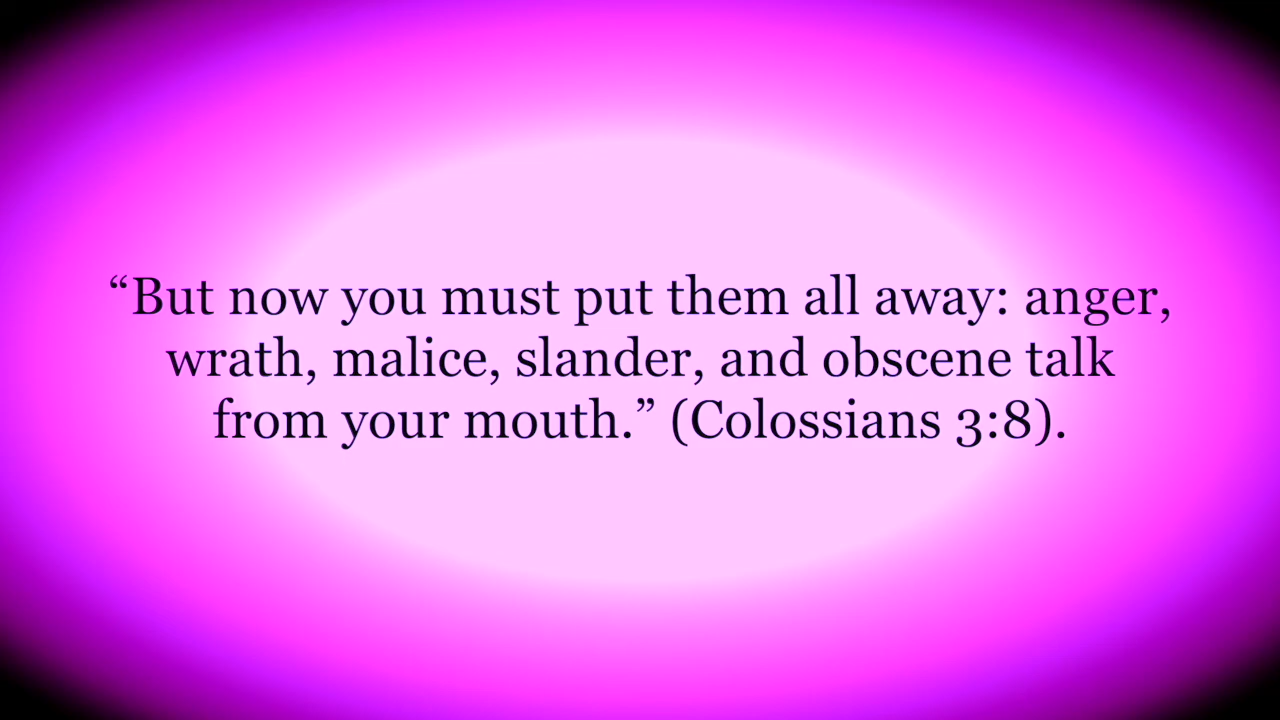 “But now you must put them all away: anger,
wrath, malice, slander, and obscene talk
from your mouth.” (Colossians 3:8).